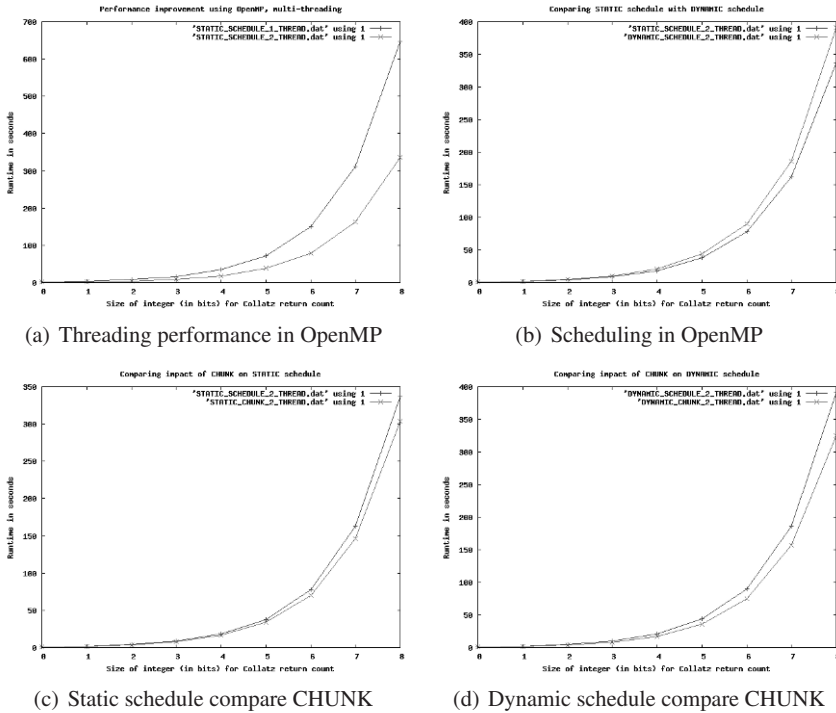 Performance improvement using OpenMP, multi-threading
'STATIC_SCHEDULE_1_THREAD.dat' using 1
'STATIC_SCHEDULE_2_THREAD.dat' using 1
700
600
500
400
300
200
100
0
Runtime in seconds
0 1 2 3 4 5 6 7 8
Size of integer (in bits) for Collatz return count
(a) Threading performance in OpenMP
Comparing STATIC schedule with DYNAMIC schedule
'STATIC_SCHEDULE_2_THREAD.dat' using 1
'DYNAMIC_SCHEDULE_2_THREAD.dat' using 1
400
350
300
250
200
150
100
50
0
Runtime in seconds
0 1 2 3 4 5 6 7 8
Size of integer (in bits) for Collatz return count
(b) Scheduling in OpenMP
Comparing impact of CHUNK on STATIC schedule
'STATIC_SCHEDULE_2_THREAD.dat' using 1
'STATIC_CHUNK_2_THREAD.dat' using 1
350
300
250
200
150
100
50
0
Runtime in seconds
0 1 2 3 4 5 6 7 8
Size of integer (in bits) for Collatz return count
(c) Static schedule compare CHUNK
Comparing impact of CHUNK on DYNAMIC schedule
'DYNAMIC_SCHEDULE_2_THREAD.dat' using 1
'DYNAMIC_CHUNK_2_THREAD.dat' using 1
400
350
300
250
200
150
100
50
0
Runtime in seconds
0 1 2 3 4 5 6 7 8
Size of integer (in bits) for Collatz return count
(d) Dynamic schedule compare CHUNK